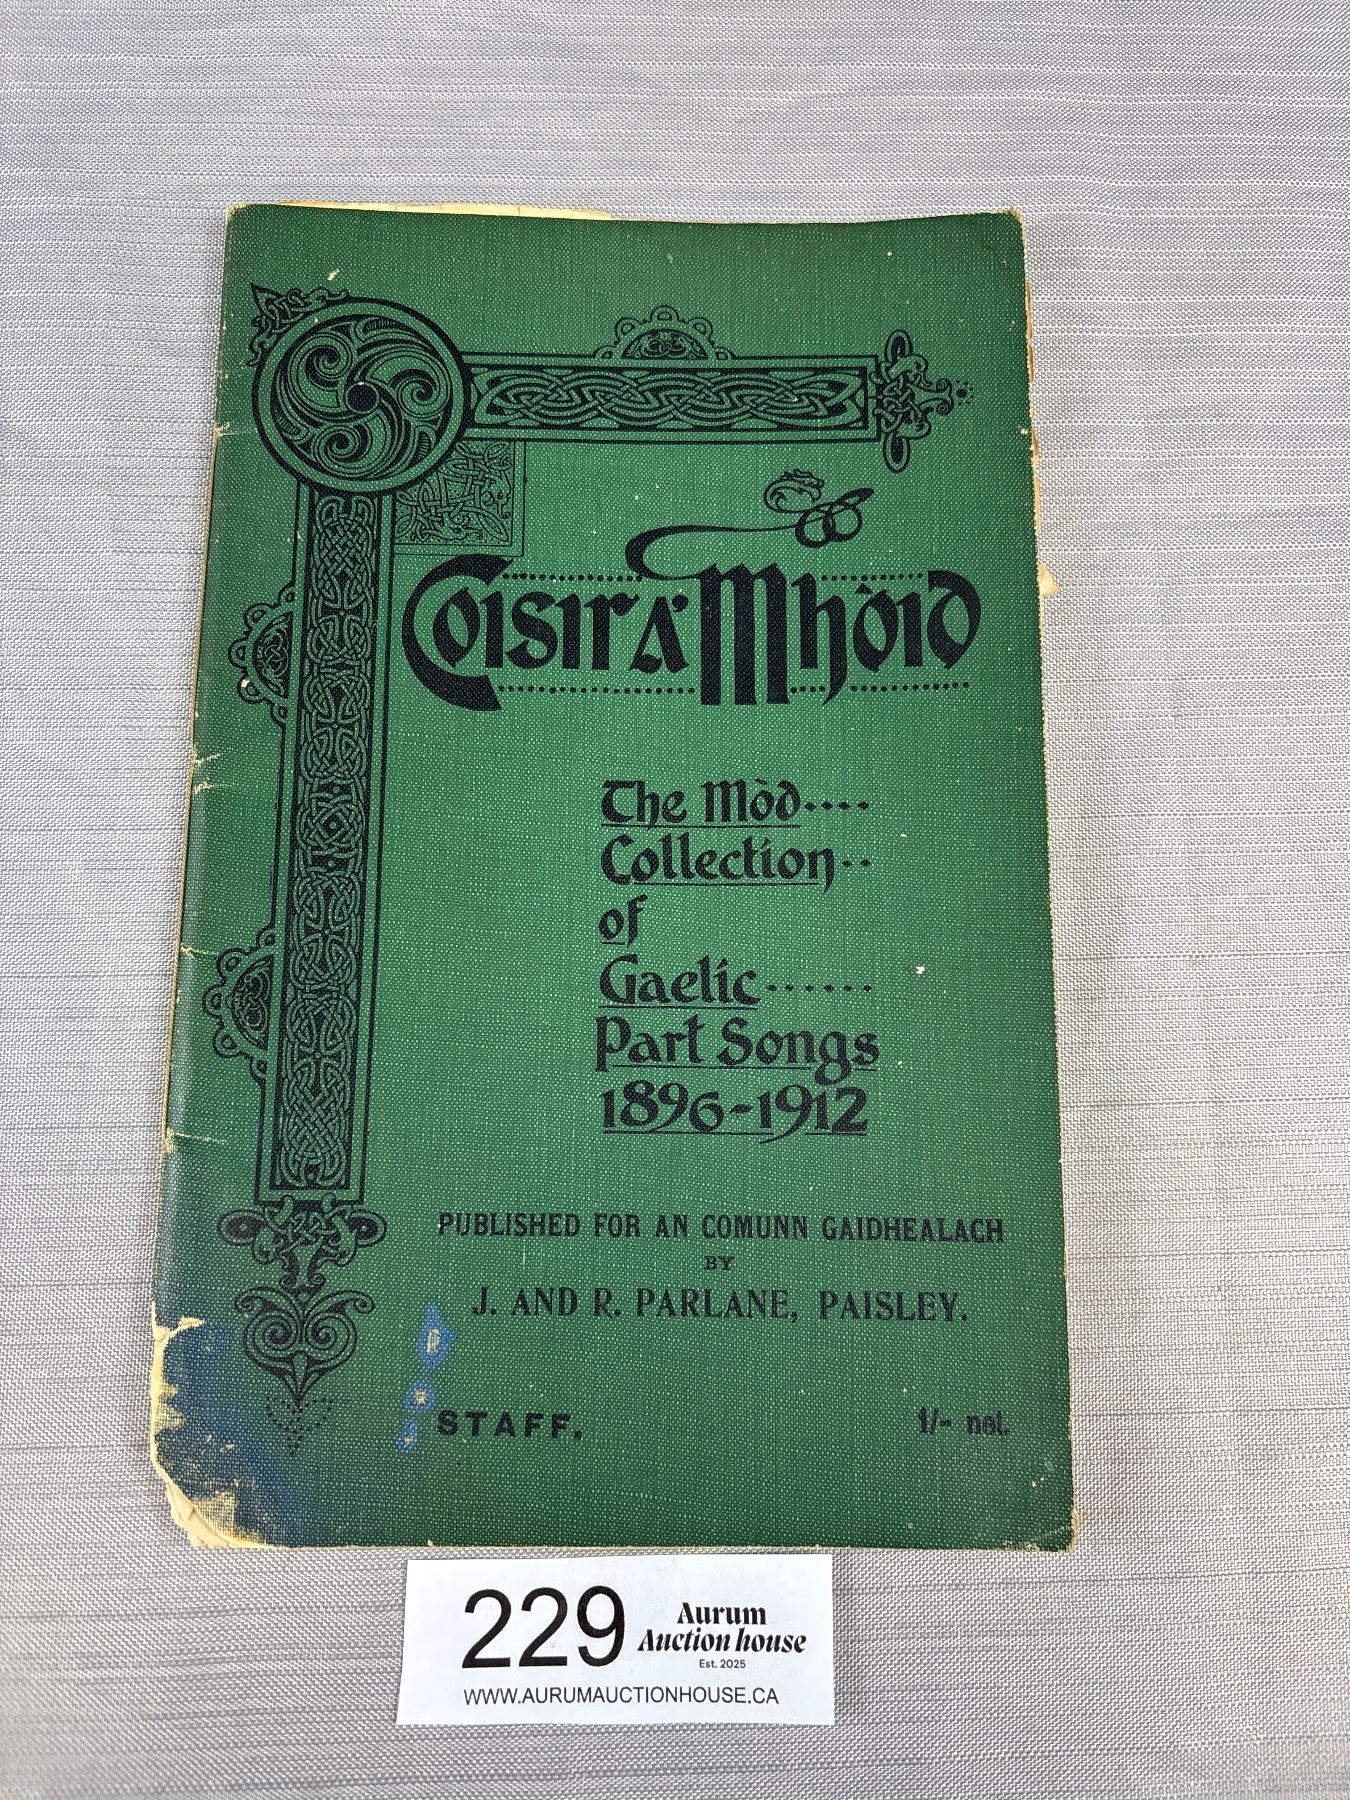 Coisir a' Mhòid
The Mòd....
Collection..
of
Gaelic......
Part Songs
1896-1912
PUBLISHED FOR AN COMUNN GAIDHEALACH
BY
J. AND R. PARLANE, PAISLEY.
STAFF. 1/- net.
229 Aurum
Auction house
Est. 2025
WWW.AURUMAUCTIONHOUSE.CA